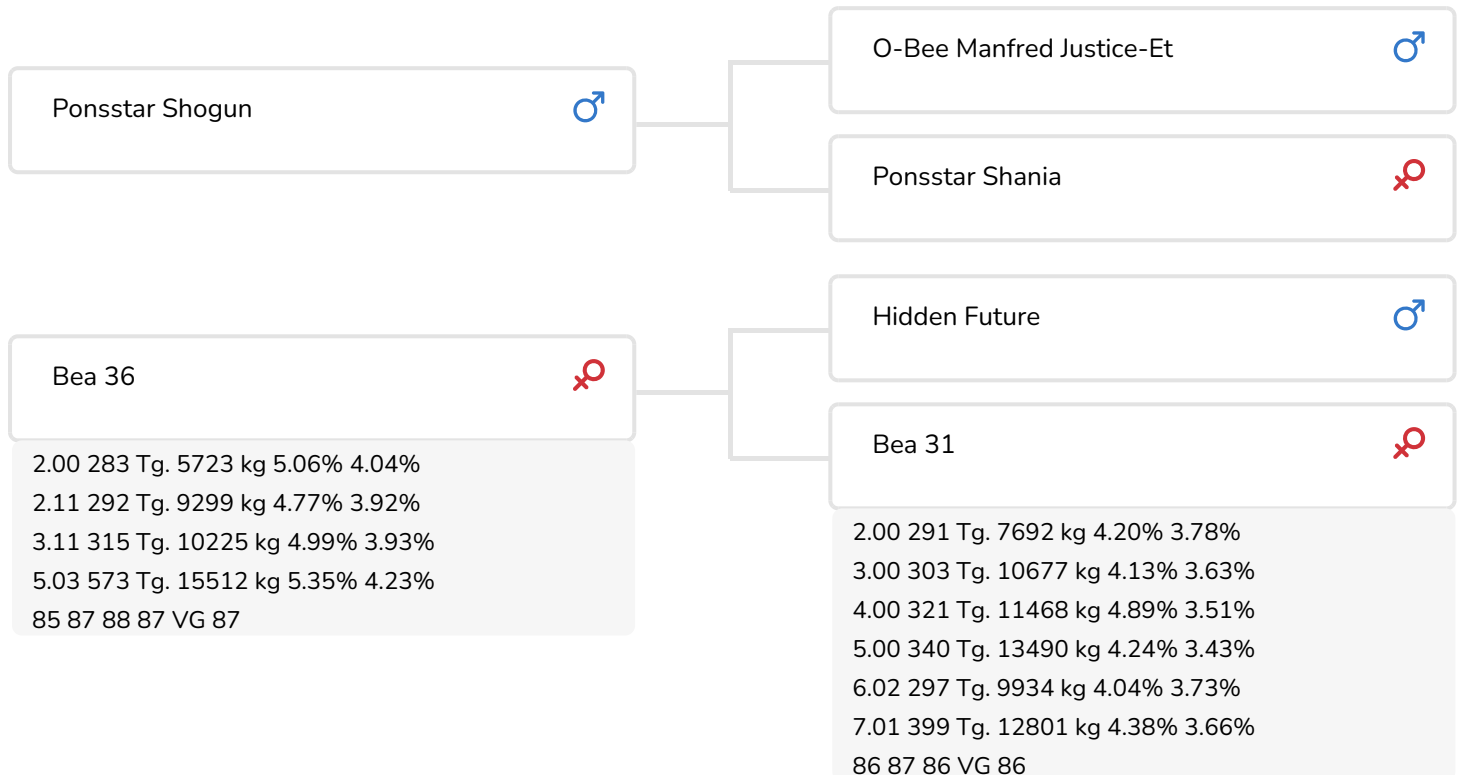 O-Bee Manfred Justice-Et
Ponsstar Shogun
Ponsstar Shania
Hidden Future
Bea 36
2.00 283 Tg. 5723 kg 5.06% 4.04%
2.11 292 Tg. 9299 kg 4.77% 3.92%
3.11 315 Tg. 10225 kg 4.99% 3.93%
5.03 573 Tg. 15512 kg 5.35% 4.23%
85 87 88 87 VG 87
Bea 31
2.00 291 Tg. 7692 kg 4.20% 3.78%
3.00 303 Tg. 10677 kg 4.13% 3.63%
4.00 321 Tg. 11468 kg 4.89% 3.51%
5.00 340 Tg. 13490 kg 4.24% 3.43%
6.02 297 Tg. 9934 kg 4.04% 3.73%
7.01 399 Tg. 12801 kg 4.38% 3.66%
86 87 86 VG 86